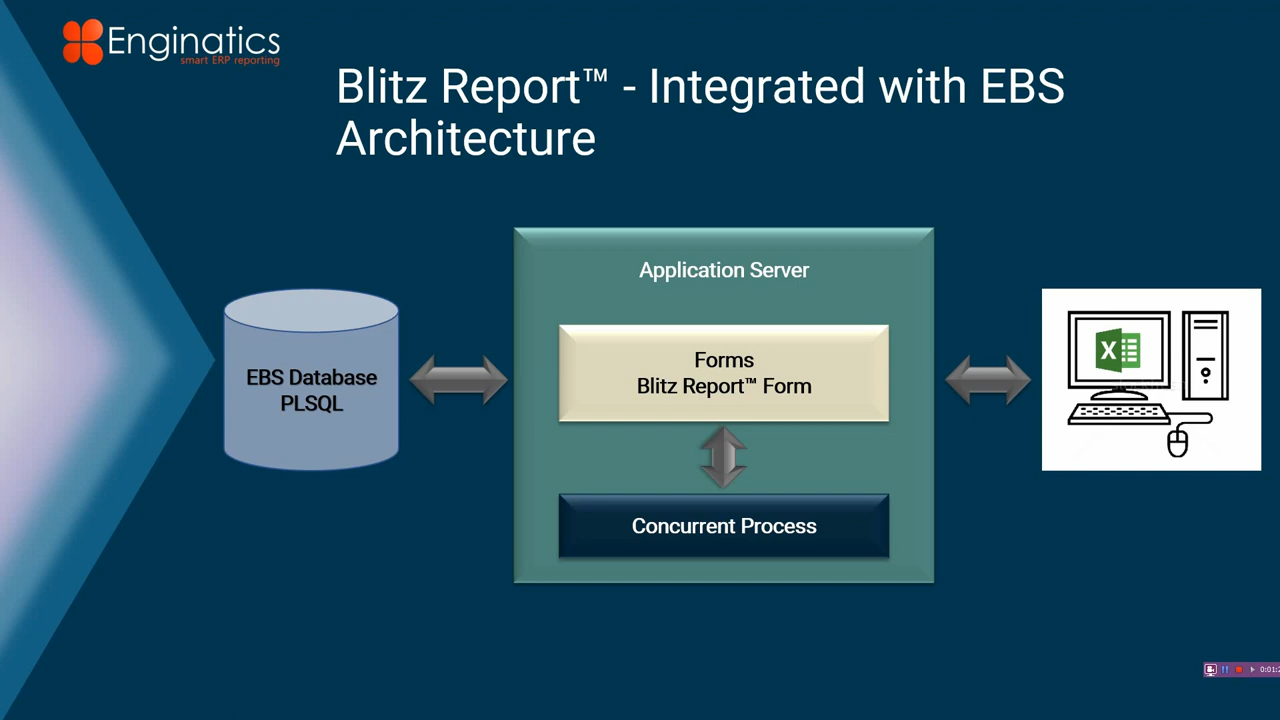 Enginatics
smart ERP reporting
Blitz Report™ - Integrated with EBS
Architecture
Application Server
EBS Database
PLSQL
Forms
Blitz Report™ Form
Concurrent Process
X